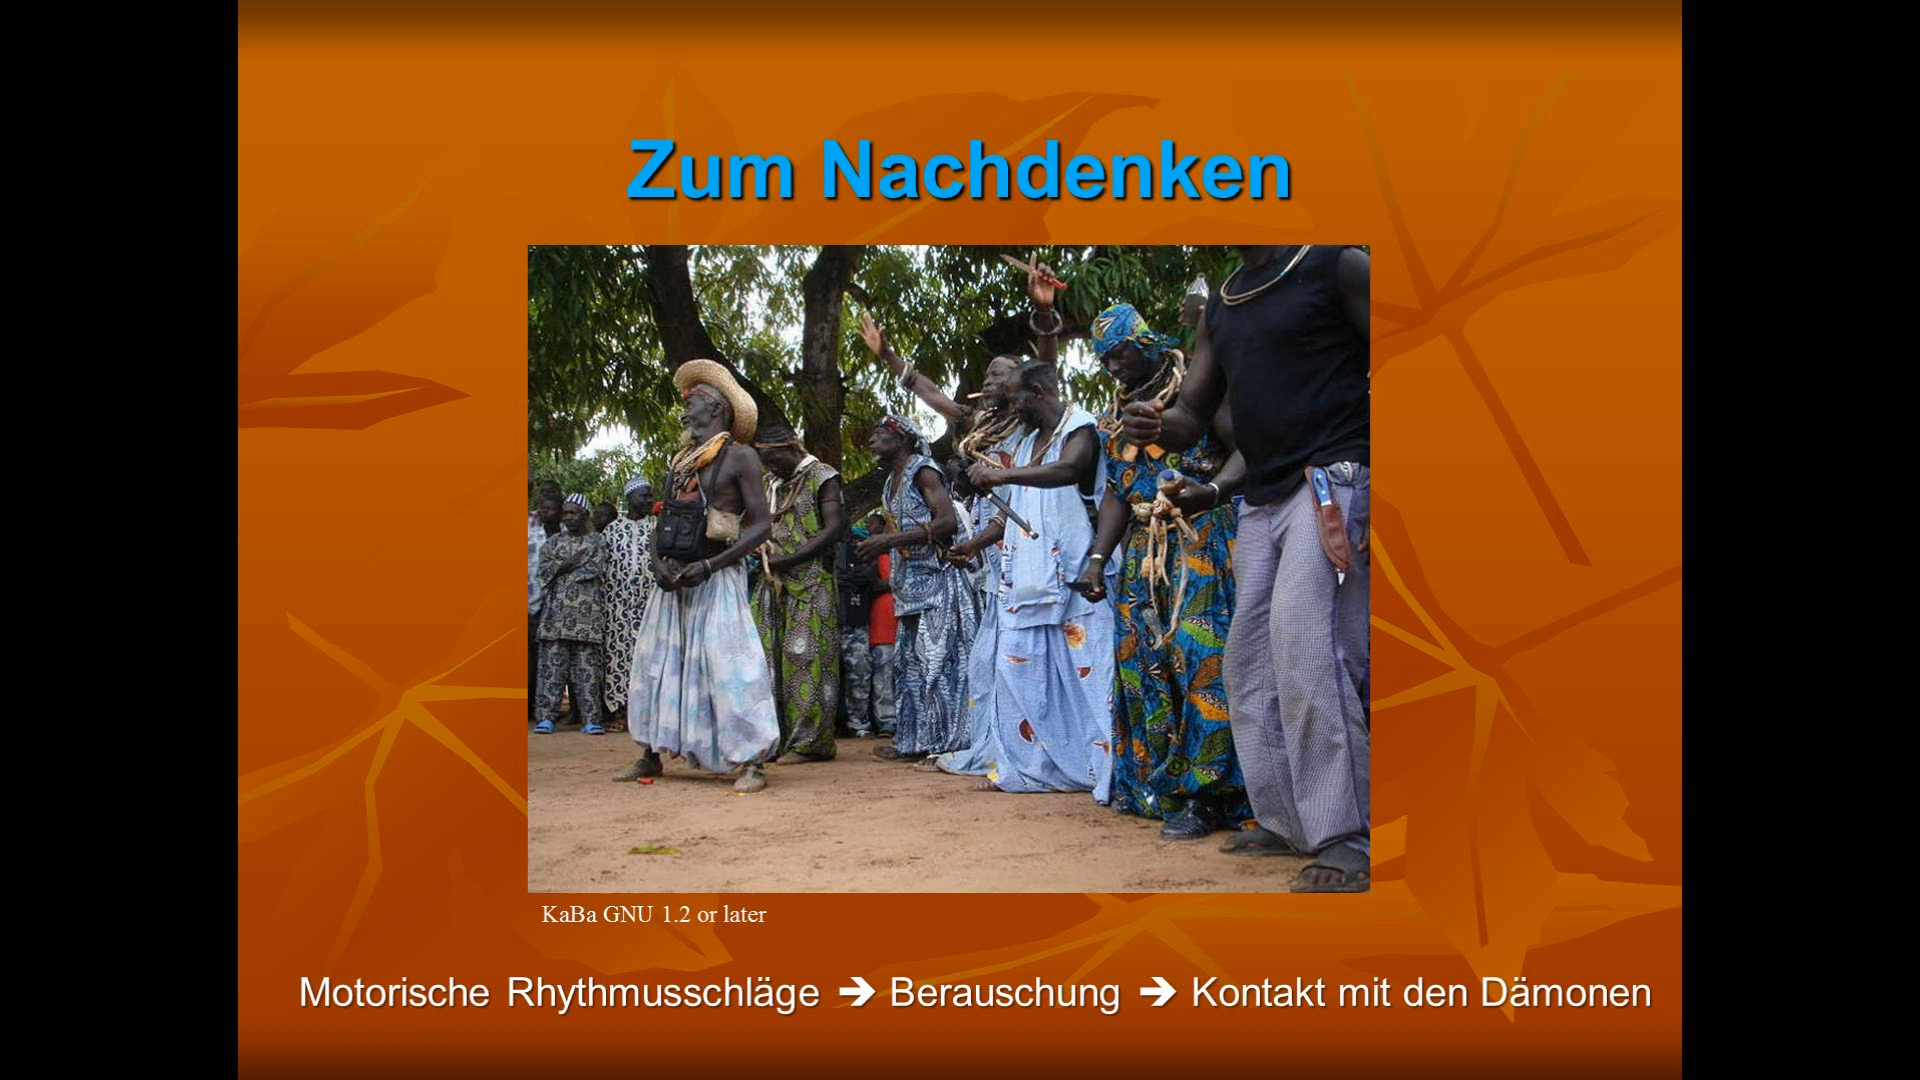 Zum Nachdenken
KaBa GNU 1.2 or later
Motorische Rhythmusschläge ➔ Berauschung ➔ Kontakt mit den Dämonen